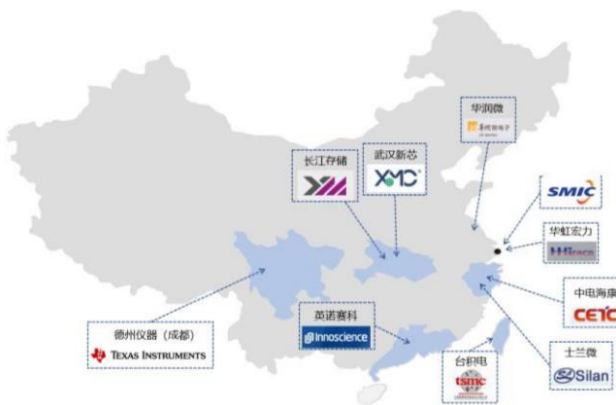 华润微
长江存储
武汉新芯
XMC
SMIC
华虹宏力
中电海康
CETC
德州仪器（成都）
TEXAS INSTRUMENTS
英诺赛科
Innoscience
台积电
tsmc
士兰微
Silan